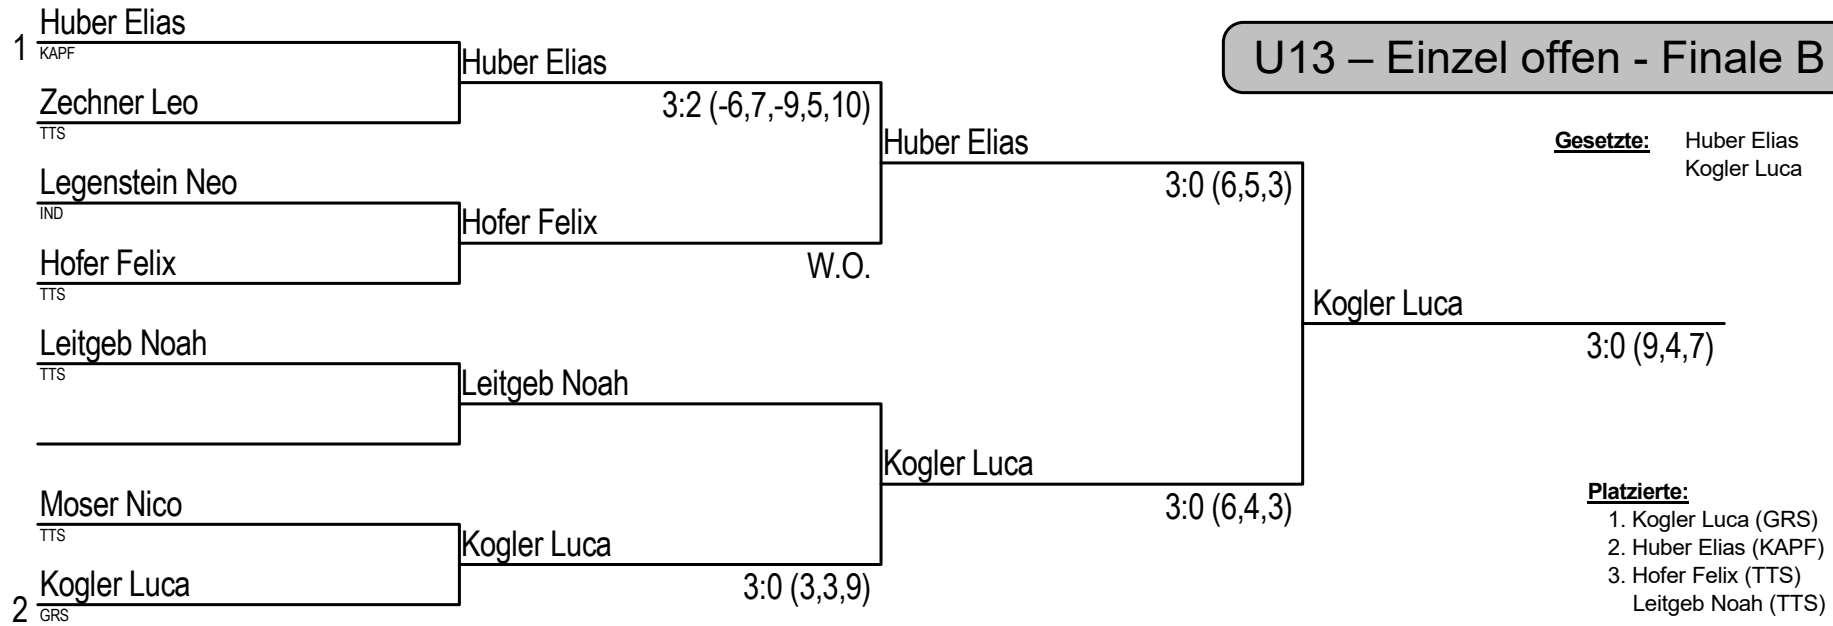 U13 – Einzel offen - Finale B
Gesetzte: Huber Elias
Kogler Luca
1 Huber Elias
KAPF
Zechner Leo
TTS
Legenstein Neo
IND
Hofer Felix
TTS
Leitgeb Noah
TTS
Moser Nico
TTS
2 Kogler Luca
GRS
Huber Elias
3:2 (-6,7,-9,5,10)
Hofer Felix
W.O.
Leitgeb Noah
Kogler Luca
3:0 (3,3,9)
Huber Elias
3:0 (6,5,3)
Kogler Luca
3:0 (6,4,3)
Kogler Luca
3:0 (9,4,7)
Platzierte:
1. Kogler Luca (GRS)
2. Huber Elias (KAPF)
3. Hofer Felix (TTS)
Leitgeb Noah (TTS)